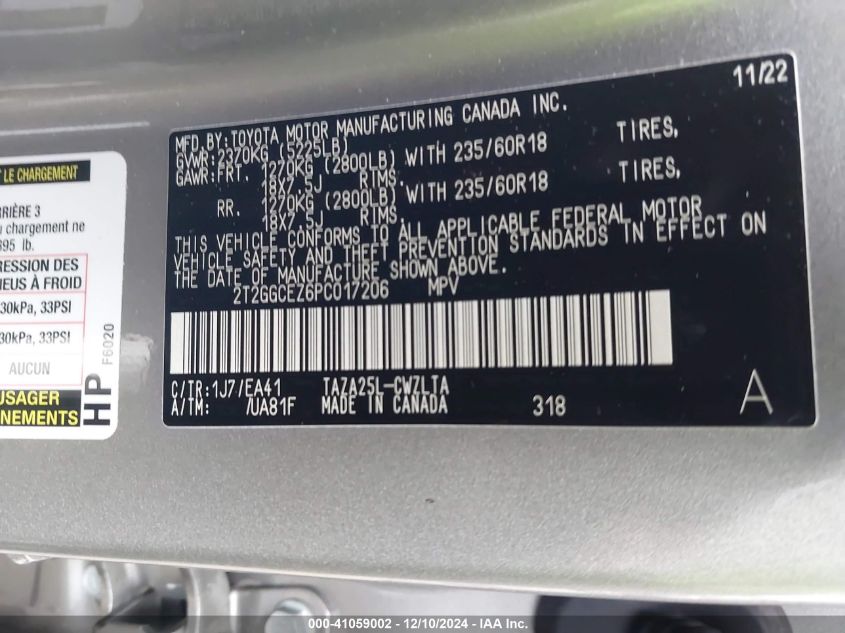 T LE CHARGEMENT
RRIÈRE 3
u chargement ne
395 lb.
RESSION DES
NEUS À FROID
30kPa, 33PSI
30kPa, 33PSI
AUCUN
USAGER
NNEMENTS
HP
F6020
11/22
MFD.BY:TOYOTA MOTOR MANUFACTURING CANADA INC.
GVWR:2370KG (5225LB)
GAWR:FRT. 1270KG (2800LB) WITH 235/60R18 TIRES,
18X7.5J RIMS.
RR. 1270KG (2800LB) WITH 235/60R18 TIRES,
18X7.5J RIMS.
THIS VEHICLE CONFORMS TO ALL APPLICABLE FEDERAL MOTOR
VEHICLE SAFETY AND THEFT PREVENTION STANDARDS IN EFFECT ON
THE DATE OF MANUFACTURE SHOWN ABOVE.
2T2GGCEZ6PC017206 MPV
C/TR:1J7/EA41 TAZA25L-CWZLTA
A/TM: /UA81F MADE IN CANADA 318 A
000-41059002 - 12/10/2024 - IAA Inc.